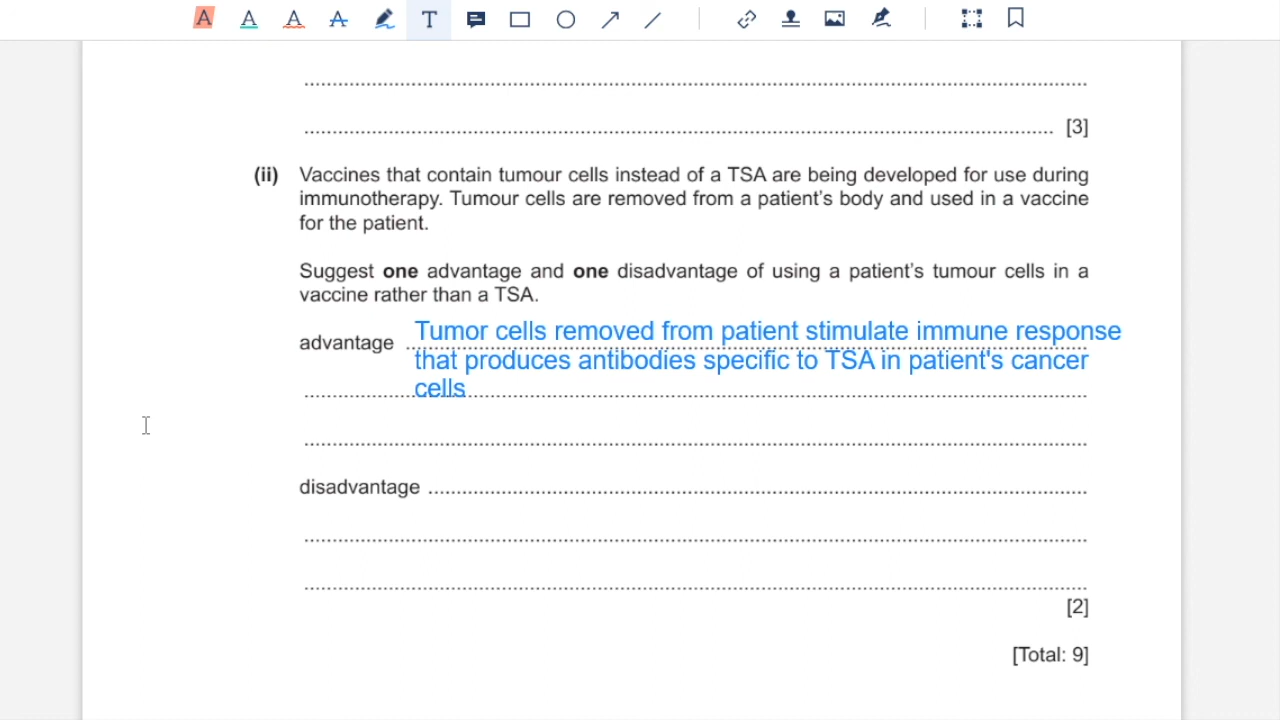 [3]
(ii) Vaccines that contain tumour cells instead of a TSA are being developed for use during
immunotherapy. Tumour cells are removed from a patient's body and used in a vaccine
for the patient.
Suggest one advantage and one disadvantage of using a patient's tumour cells in a
vaccine rather than a TSA.
advantage Tumor cells removed from patient stimulate immune response
that produces antibodies specific to TSA in patient's cancer
cells
disadvantage
[2]
[Total: 9]